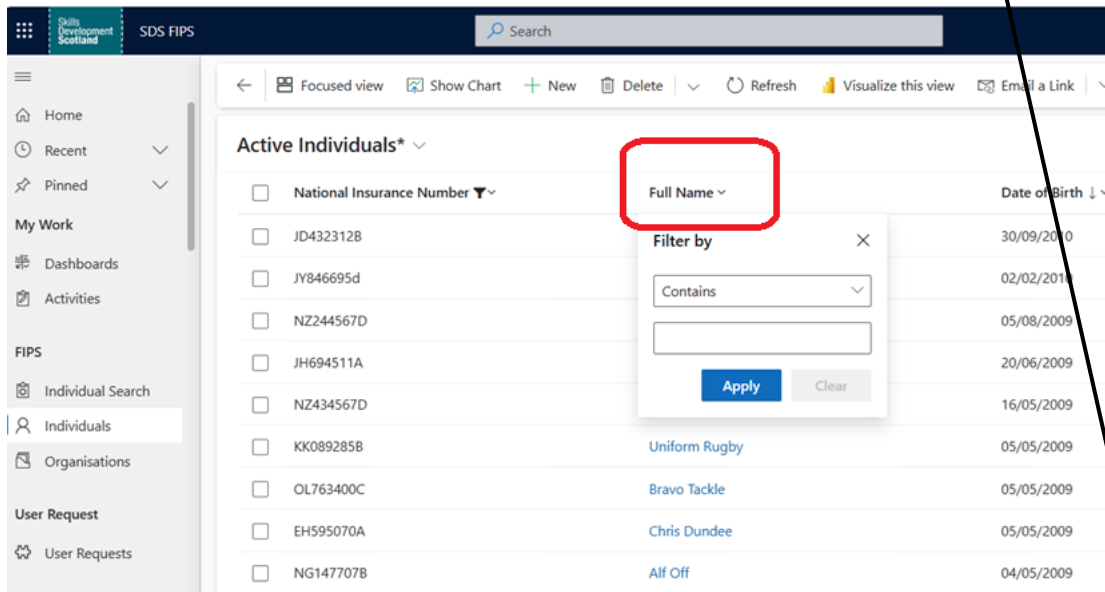 Skills
Development
Scotland
SDS FIPS
Search
Focused view Show Chart New Delete Refresh Visualize this view Email a Link
Home
Recent
Pinned
My Work
Dashboards
Activities
FIPS
Individual Search
Individuals
Organisations
User Request
User Requests
Active Individuals*
National Insurance Number Full Name Date of Birth ↓
JD432312B 30/09/2010
JY846695d 02/02/2010
NZ244567D 05/08/2009
JH694511A 20/06/2009
NZ434567D 16/05/2009
KK089285B Uniform Rugby 05/05/2009
OL763400C Bravo Tackle 05/05/2009
EH595070A Chris Dundee 05/05/2009
NG147707B Alf Off 04/05/2009
Filter by
Contains
Apply Clear